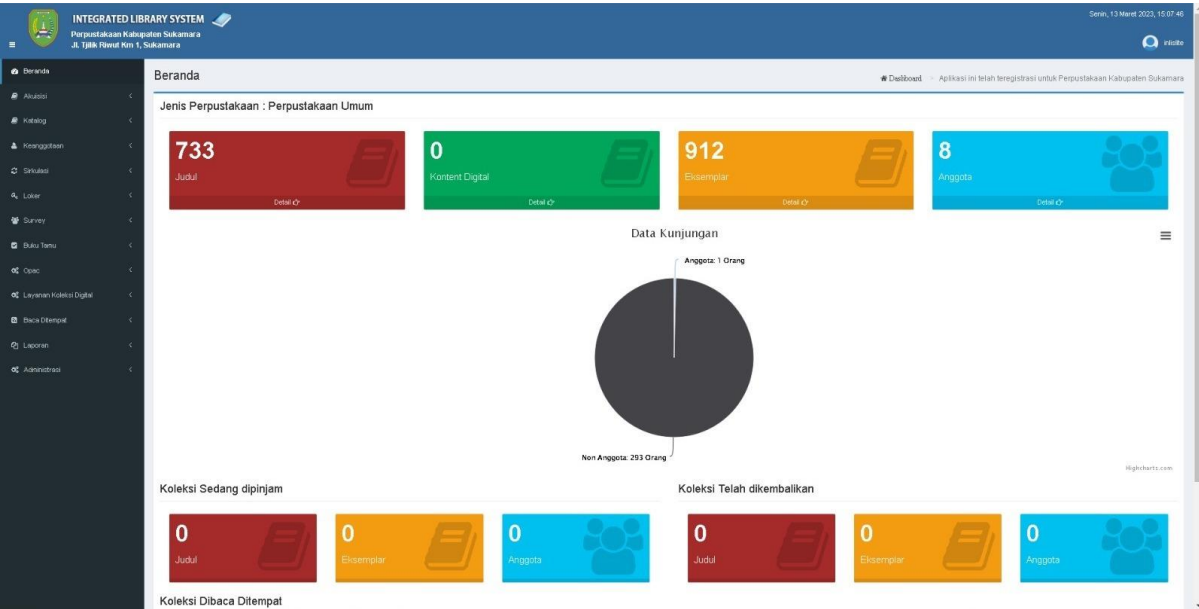 INTEGRATED LIBRARY SYSTEM
Perpustakaan Kabupaten Sukamara
Jl. Tjilik Riwut Km 1, Sukamara
Senin, 13 Maret 2023, 15:07:46
inlislite
Beranda
Akuisisi
Katalog
Keanggotaan
Sirkulasi
Loker
Survey
Buku Tamu
Opac
Layanan Koleksi Digital
Baca Ditempat
Laporan
Administrasi
Beranda
Dashboard Aplikasi ini telah teregistrasi untuk Perpustakaan Kabupaten Sukamara
Jenis Perpustakaan : Perpustakaan Umum
733
Judul
Detail
0
Kontent Digital
Detail
912
Eksemplar
Detail
8
Anggota
Detail
Data Kunjungan
Anggota: 1 Orang
Non Anggota: 293 Orang
Highcharts.com
Koleksi Sedang dipinjam
0
Judul
0
Eksemplar
0
Anggota
Koleksi Telah dikembalikan
0
Judul
0
Eksemplar
0
Anggota
Koleksi Dibaca Ditempat